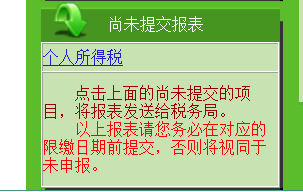 尚未提交报表
个人所得税
点击上面的尚未提交的项
目，将报表发送给税务局。
以上报表请您务必在对应的
限缴日期前提交，否则将视同于
未申报。